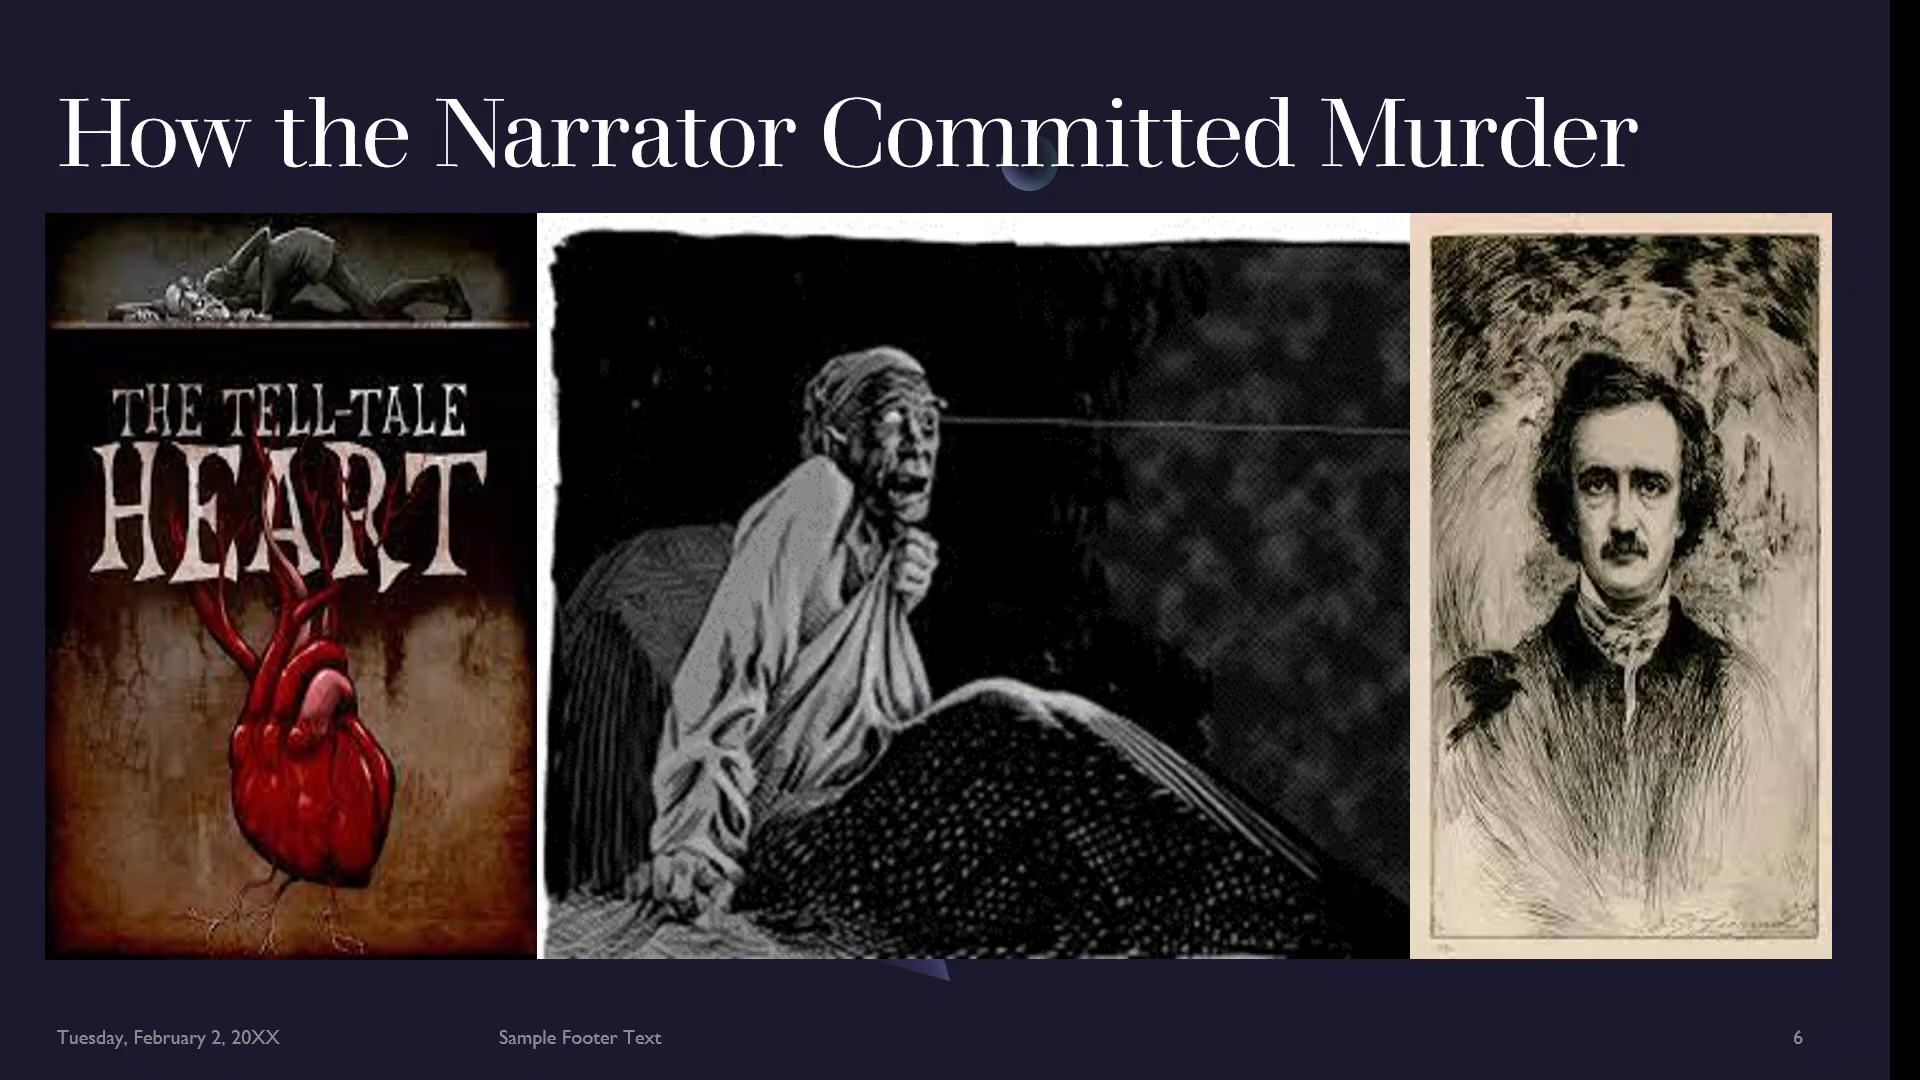 How the Narrator Committed Murder
THE TELL-TALE
HEART
Tuesday, February 2, 20XX
Sample Footer Text
6